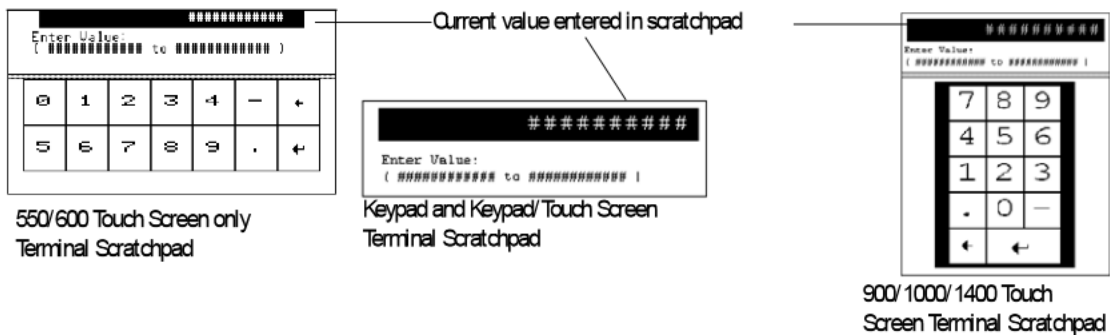 ############
Enter Value:
( ############ to ############ )
0 1 2 3 4 — ←
5 6 7 8 9 . ↵
550/600 Touch Screen only
Terminal Scratchpad
Current value entered in scratchpad
##########
Enter Value:
( ############ to ############ |
Keypad and Keypad/Touch Screen
Terminal Scratchpad
##########
Enter Value:
( ############ to ############ |
7 8 9
4 5 6
1 2 3
. 0 —
← ↵
900/1000/1400 Touch
Screen Terminal Scratchpad